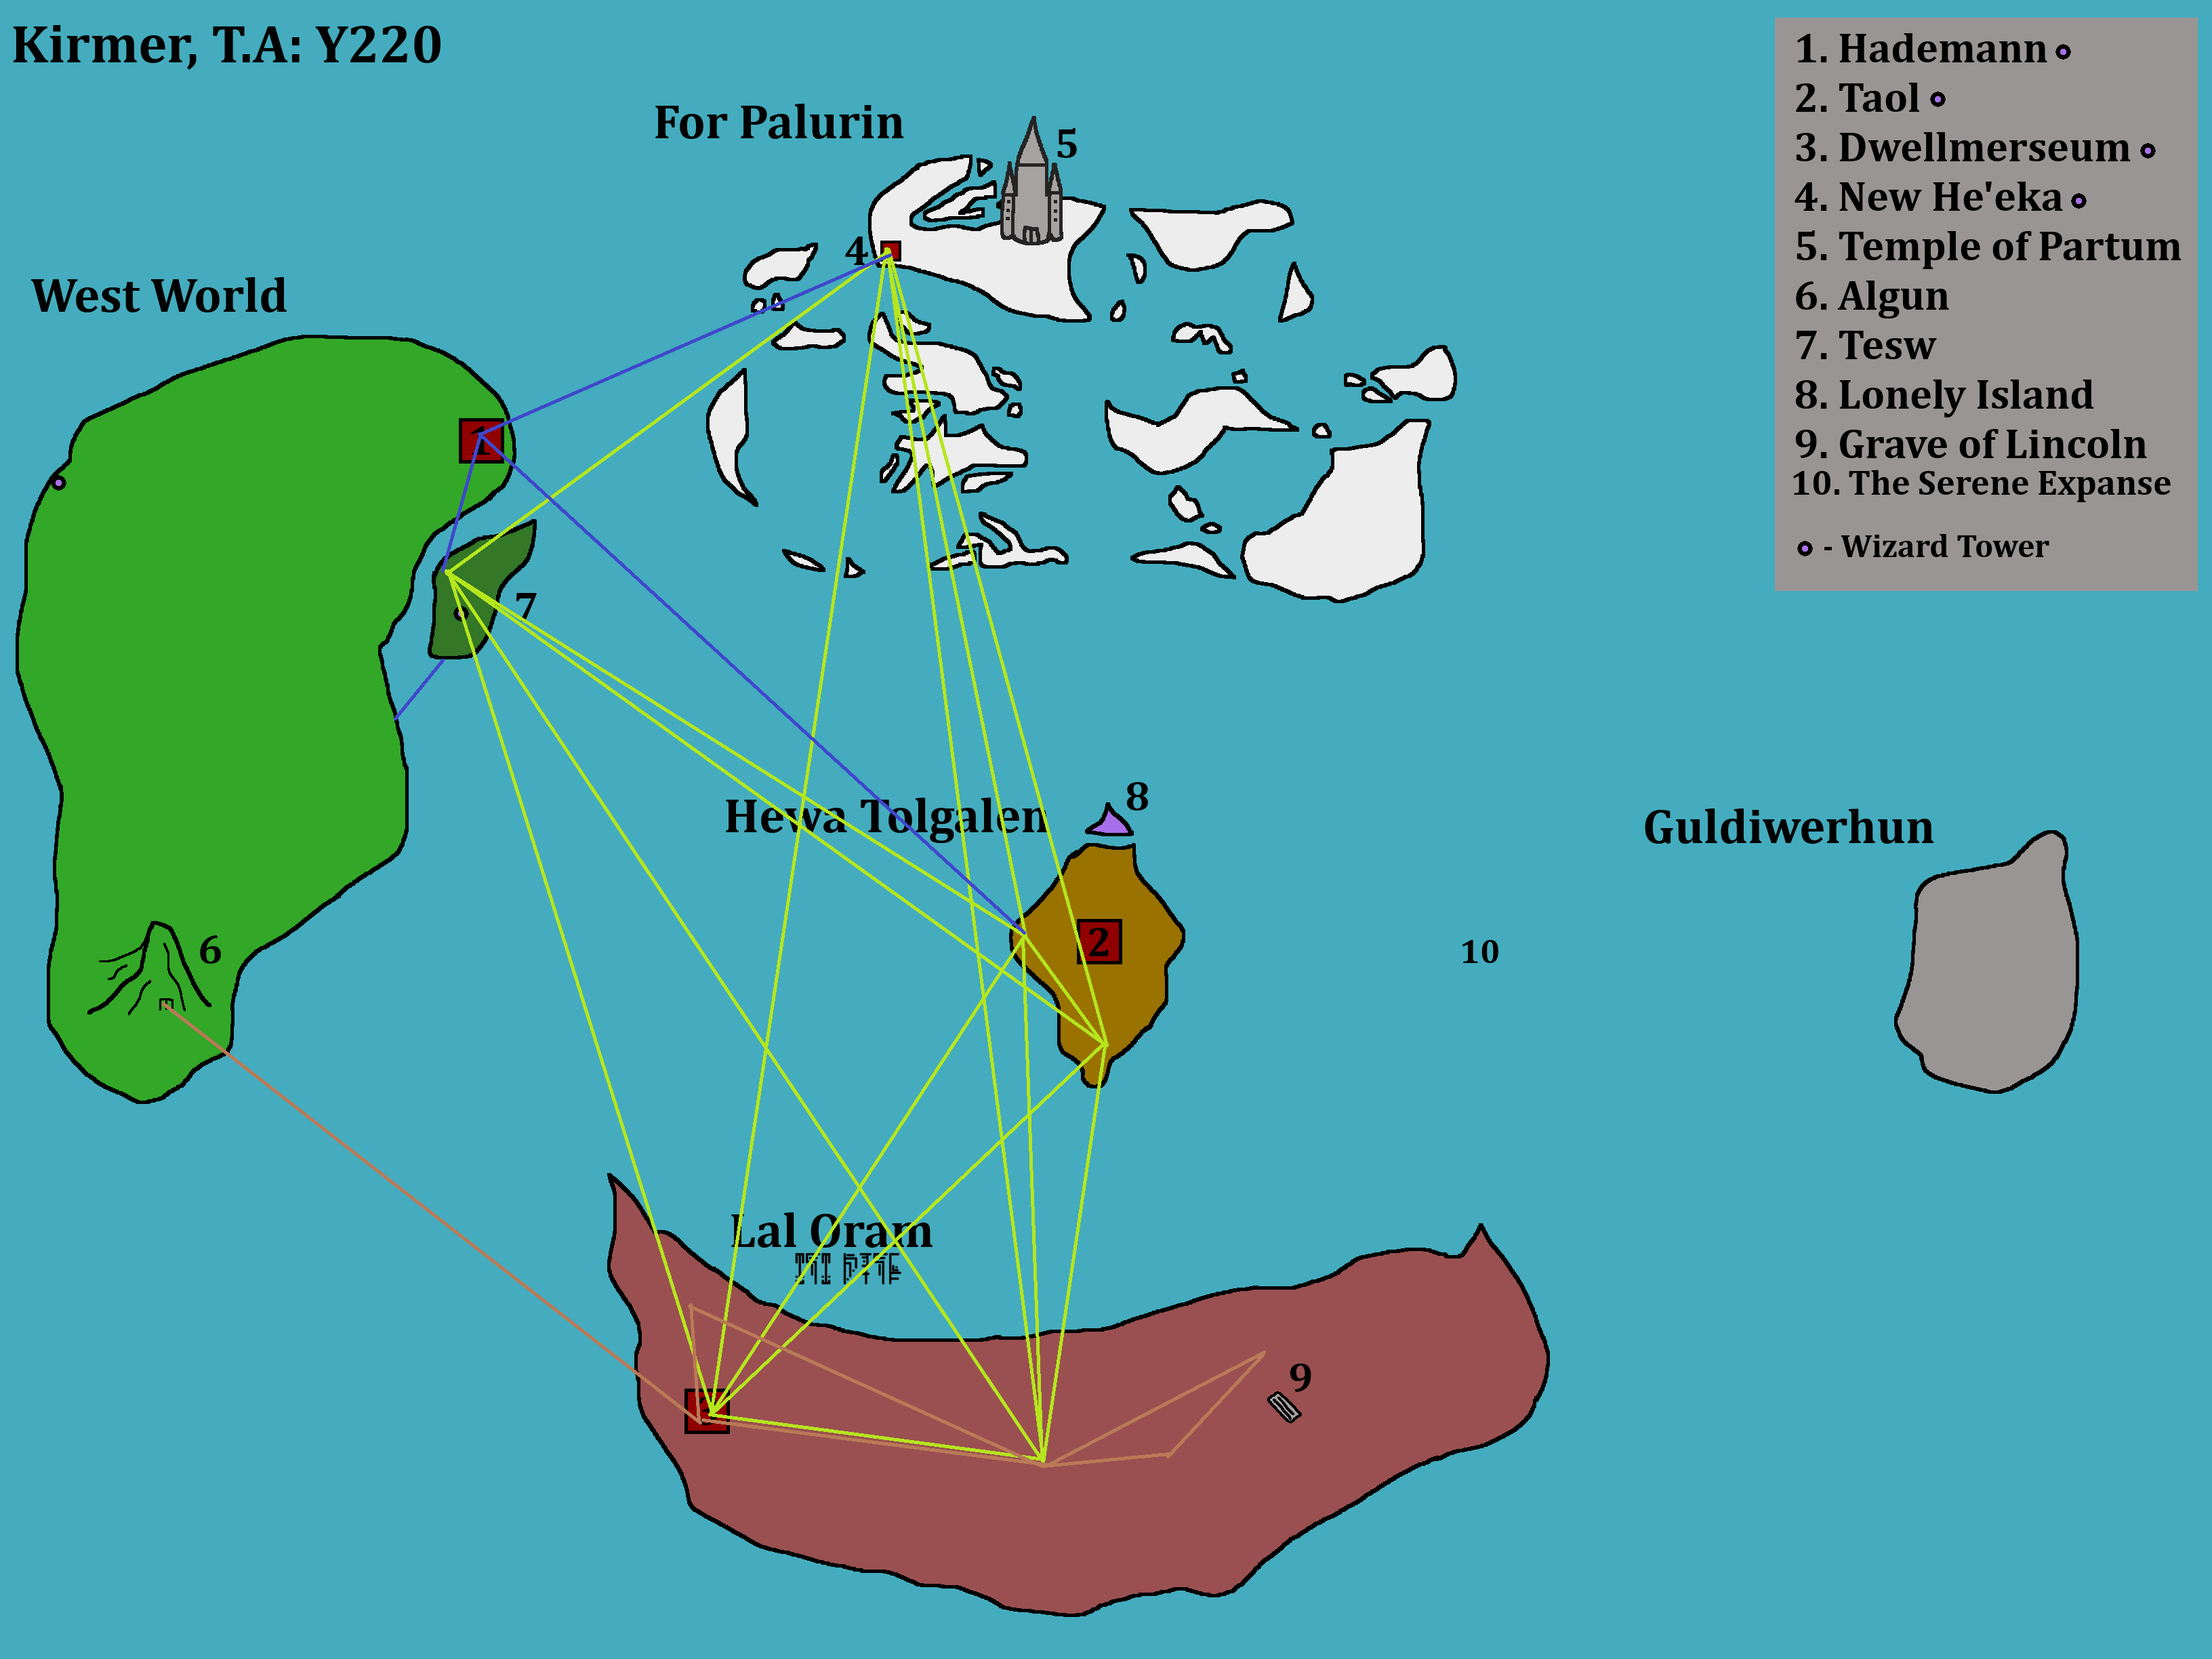 Kirmer, T.A: Y220
1. Hademann
2. Taol
3. Dwellmerseum
4. New He'eka
5. Temple of Partum
6. Algun
7. Tesw
8. Lonely Island
9. Grave of Lincoln
10. The Serene Expanse
- Wizard Tower
For Palurin
5
4
West World
1
7
Hewa Tolgalen
8
Guldiwerhun
2
6
10
Lal Oram
9
3